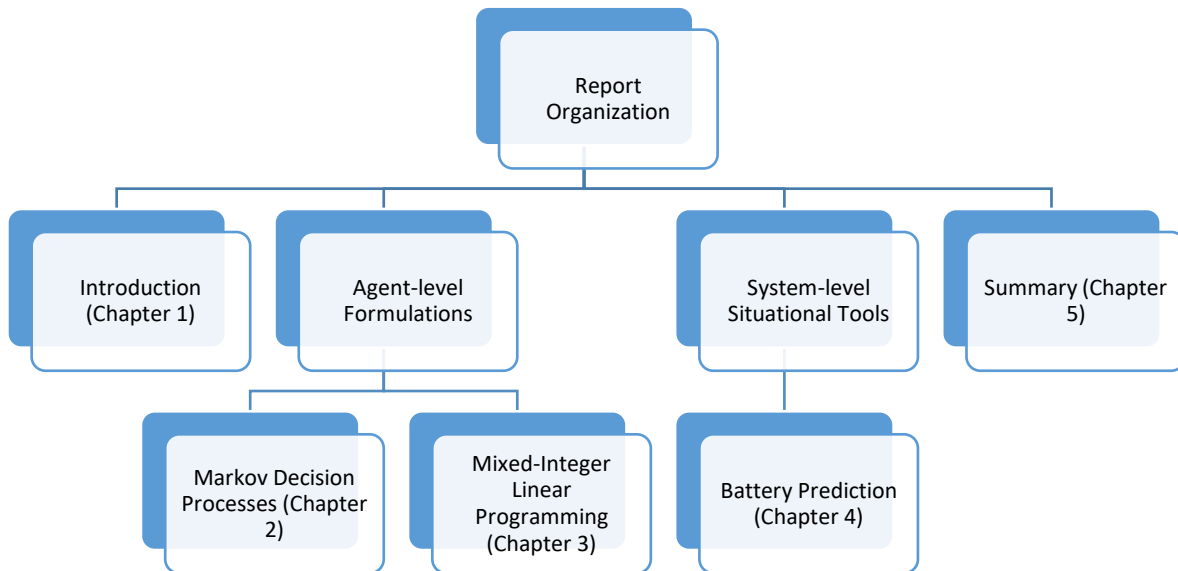 Report
Organization
Introduction
(Chapter 1)
Agent-level
Formulations
System-level
Situational Tools
Summary (Chapter
5)
Markov Decision
Processes (Chapter
2)
Mixed-Integer
Linear
Programming
(Chapter 3)
Battery Prediction
(Chapter 4)